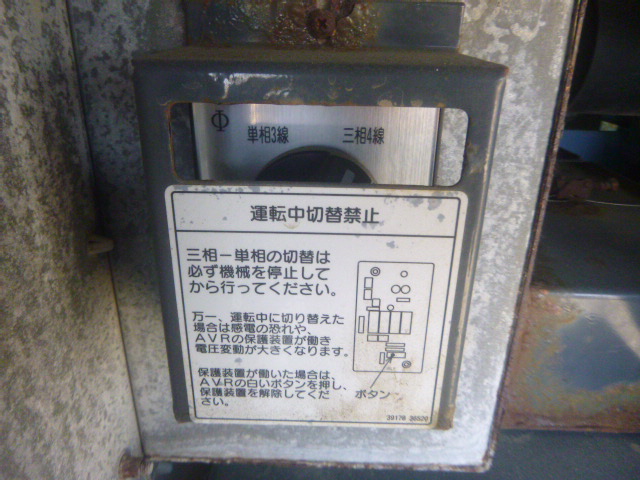 Φ
単相3線 三相4線
運転中切替禁止
三相ー単相の切替は
必ず機械を停止して
から行ってください。
万一、運転中に切り替えた
場合は感電の恐れや、
AVRの保護装置が働き
電圧変動が大きくなります。
保護装置が働いた場合は、
AVRの白いボタンを押し、
保護装置を解除してくだ
さい。
ボタン